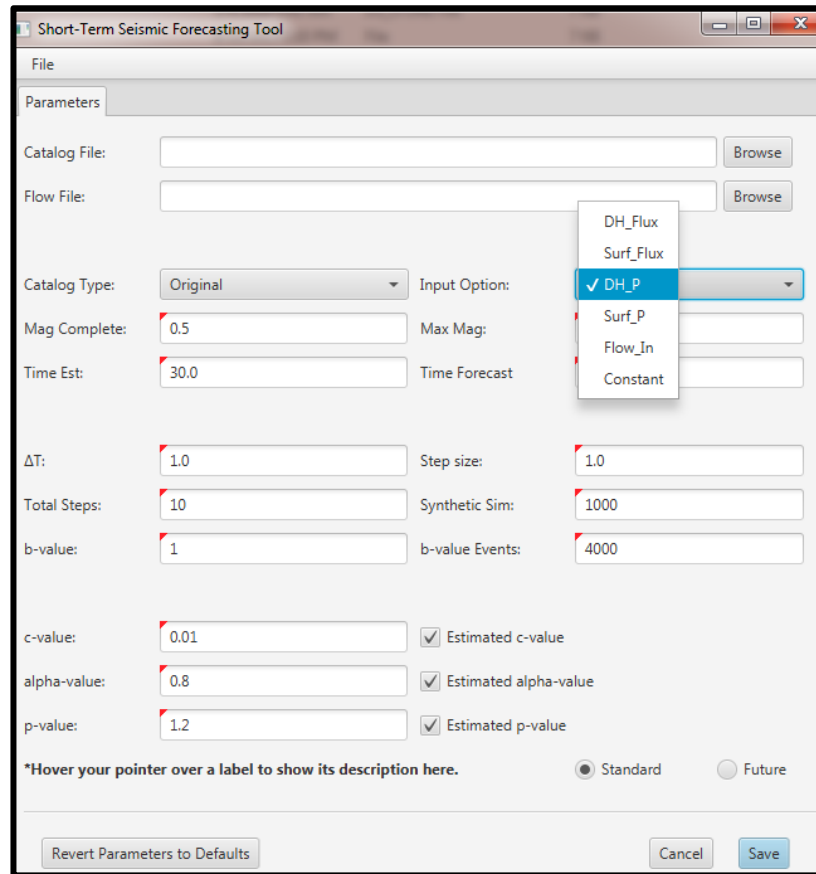 Short-Term Seismic Forecasting Tool
File
Parameters
Catalog File: Browse
Flow File: Browse
DH_Flux
Surf_Flux
Catalog Type: Original Input Option: ✓ DH_P
Surf_P
Mag Complete: 0.5 Max Mag:
Flow_In
Time Est: 30.0 Time Forecast
Constant
ΔT: 1.0 Step size: 1.0
Total Steps: 10 Synthetic Sim: 1000
b-value: 1 b-value Events: 4000
c-value: 0.01 Estimated c-value
alpha-value: 0.8 Estimated alpha-value
p-value: 1.2 Estimated p-value
*Hover your pointer over a label to show its description here. Standard Future
Revert Parameters to Defaults Cancel Save